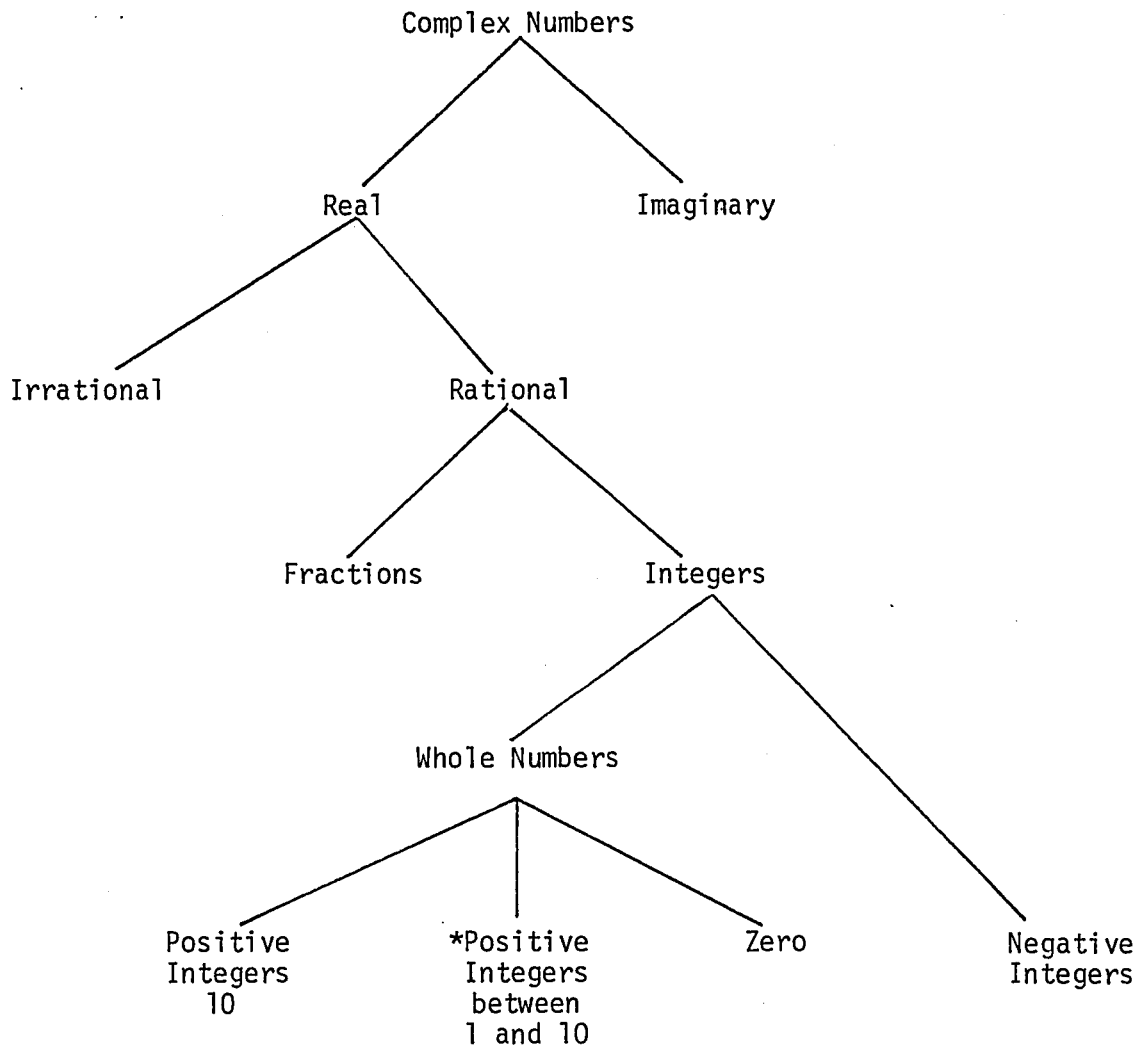 Complex Numbers
Real
Imaginary
Irrational
Rational
Fractions
Integers
Whole Numbers
Positive
Integers
10
*Positive
Integers
between
1 and 10
Zero
Negative
Integers